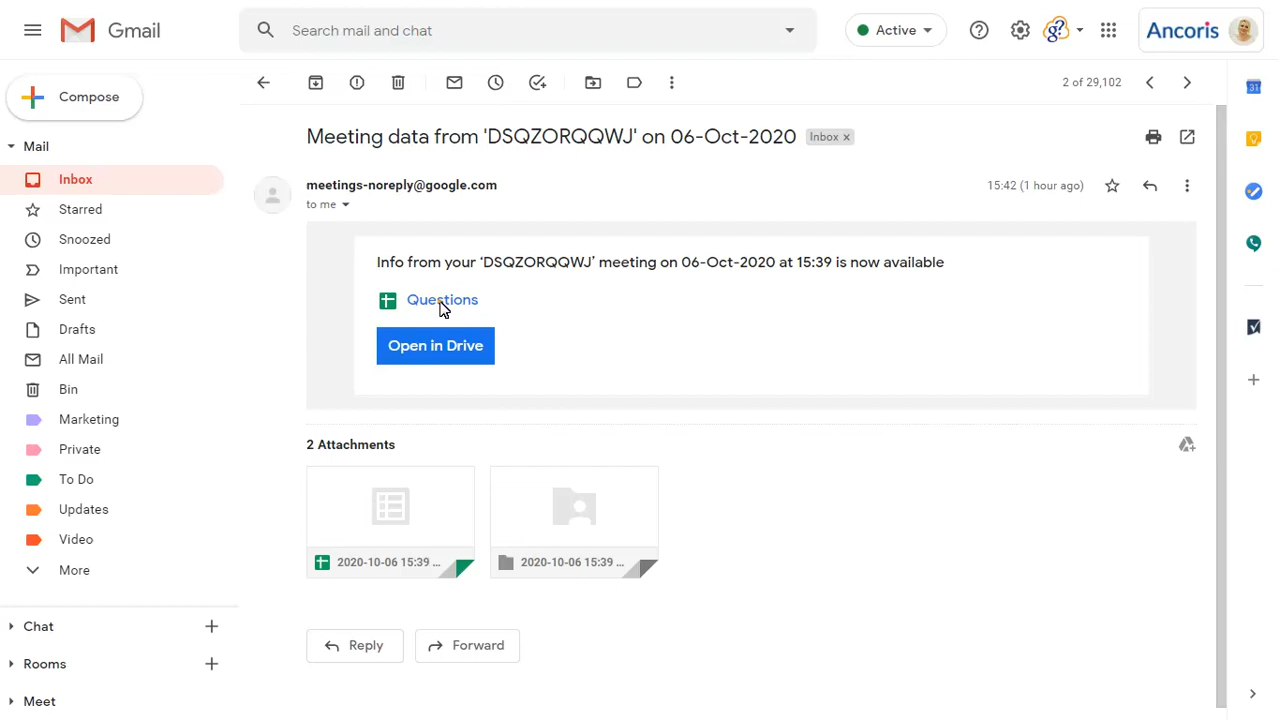 Gmail
Search mail and chat
Active
Ancoris
Compose
2 of 29,102
Mail
Inbox
Starred
Snoozed
Important
Sent
Drafts
All Mail
Bin
Marketing
Private
To Do
Updates
Video
More
Chat
Rooms
Meet
Meeting data from 'DSQZORQQWJ' on 06-Oct-2020
Inbox ×
meetings-noreply@google.com
15:42 (1 hour ago)
to me
Info from your ‘DSQZORQQWJ’ meeting on 06-Oct-2020 at 15:39 is now available
Questions
Open in Drive
2 Attachments
2020-10-06 15:39 ...
2020-10-06 15:39 ...
Reply
Forward
31